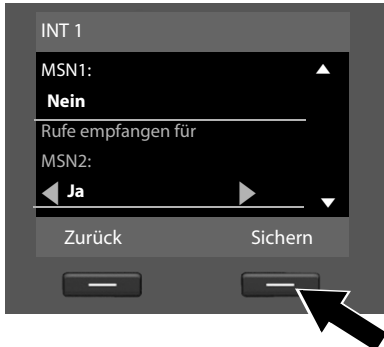 INT 1
MSN1:
Nein
Rufe empfangen für
MSN2:
Ja
Zurück Sichern